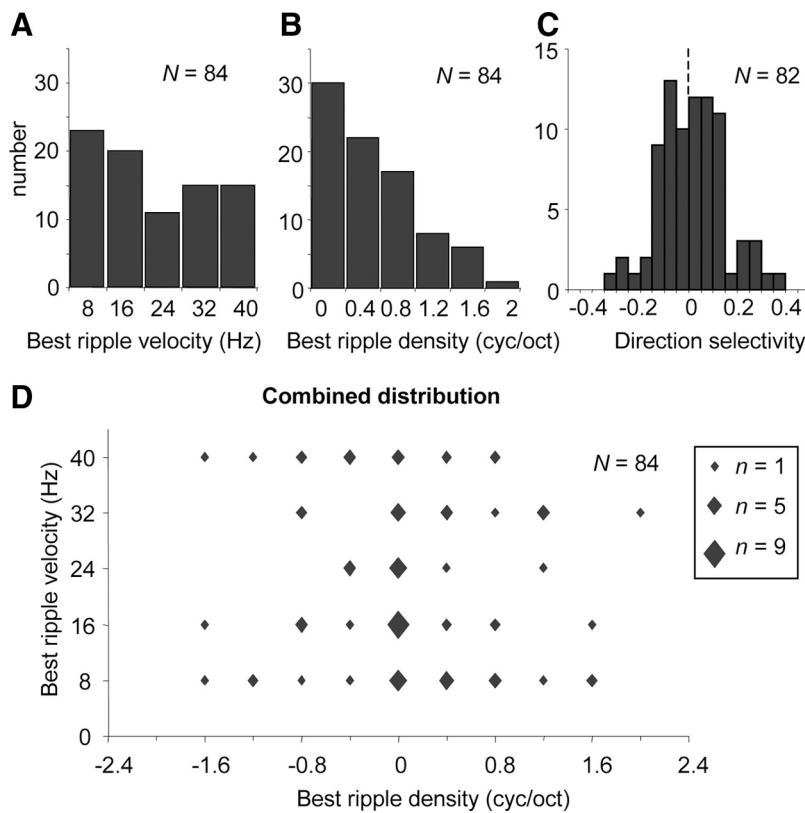 A
N = 84
30
20
10
0
number
8 16 24 32 40
Best ripple velocity (Hz)
B
N = 84
30
20
10
0
0 0.4 0.8 1.2 1.6 2
Best ripple density (cyc/oct)
C
N = 82
15
10
5
0
-0.4 -0.2 0 0.2 0.4
Direction selectivity
D
Combined distribution
N = 84
40
32
24
16
8
0
Best ripple velocity (Hz)
-2.4 -1.6 -0.8 0 0.8 1.6 2.4
Best ripple density (cyc/oct)
n = 1
n = 5
n = 9